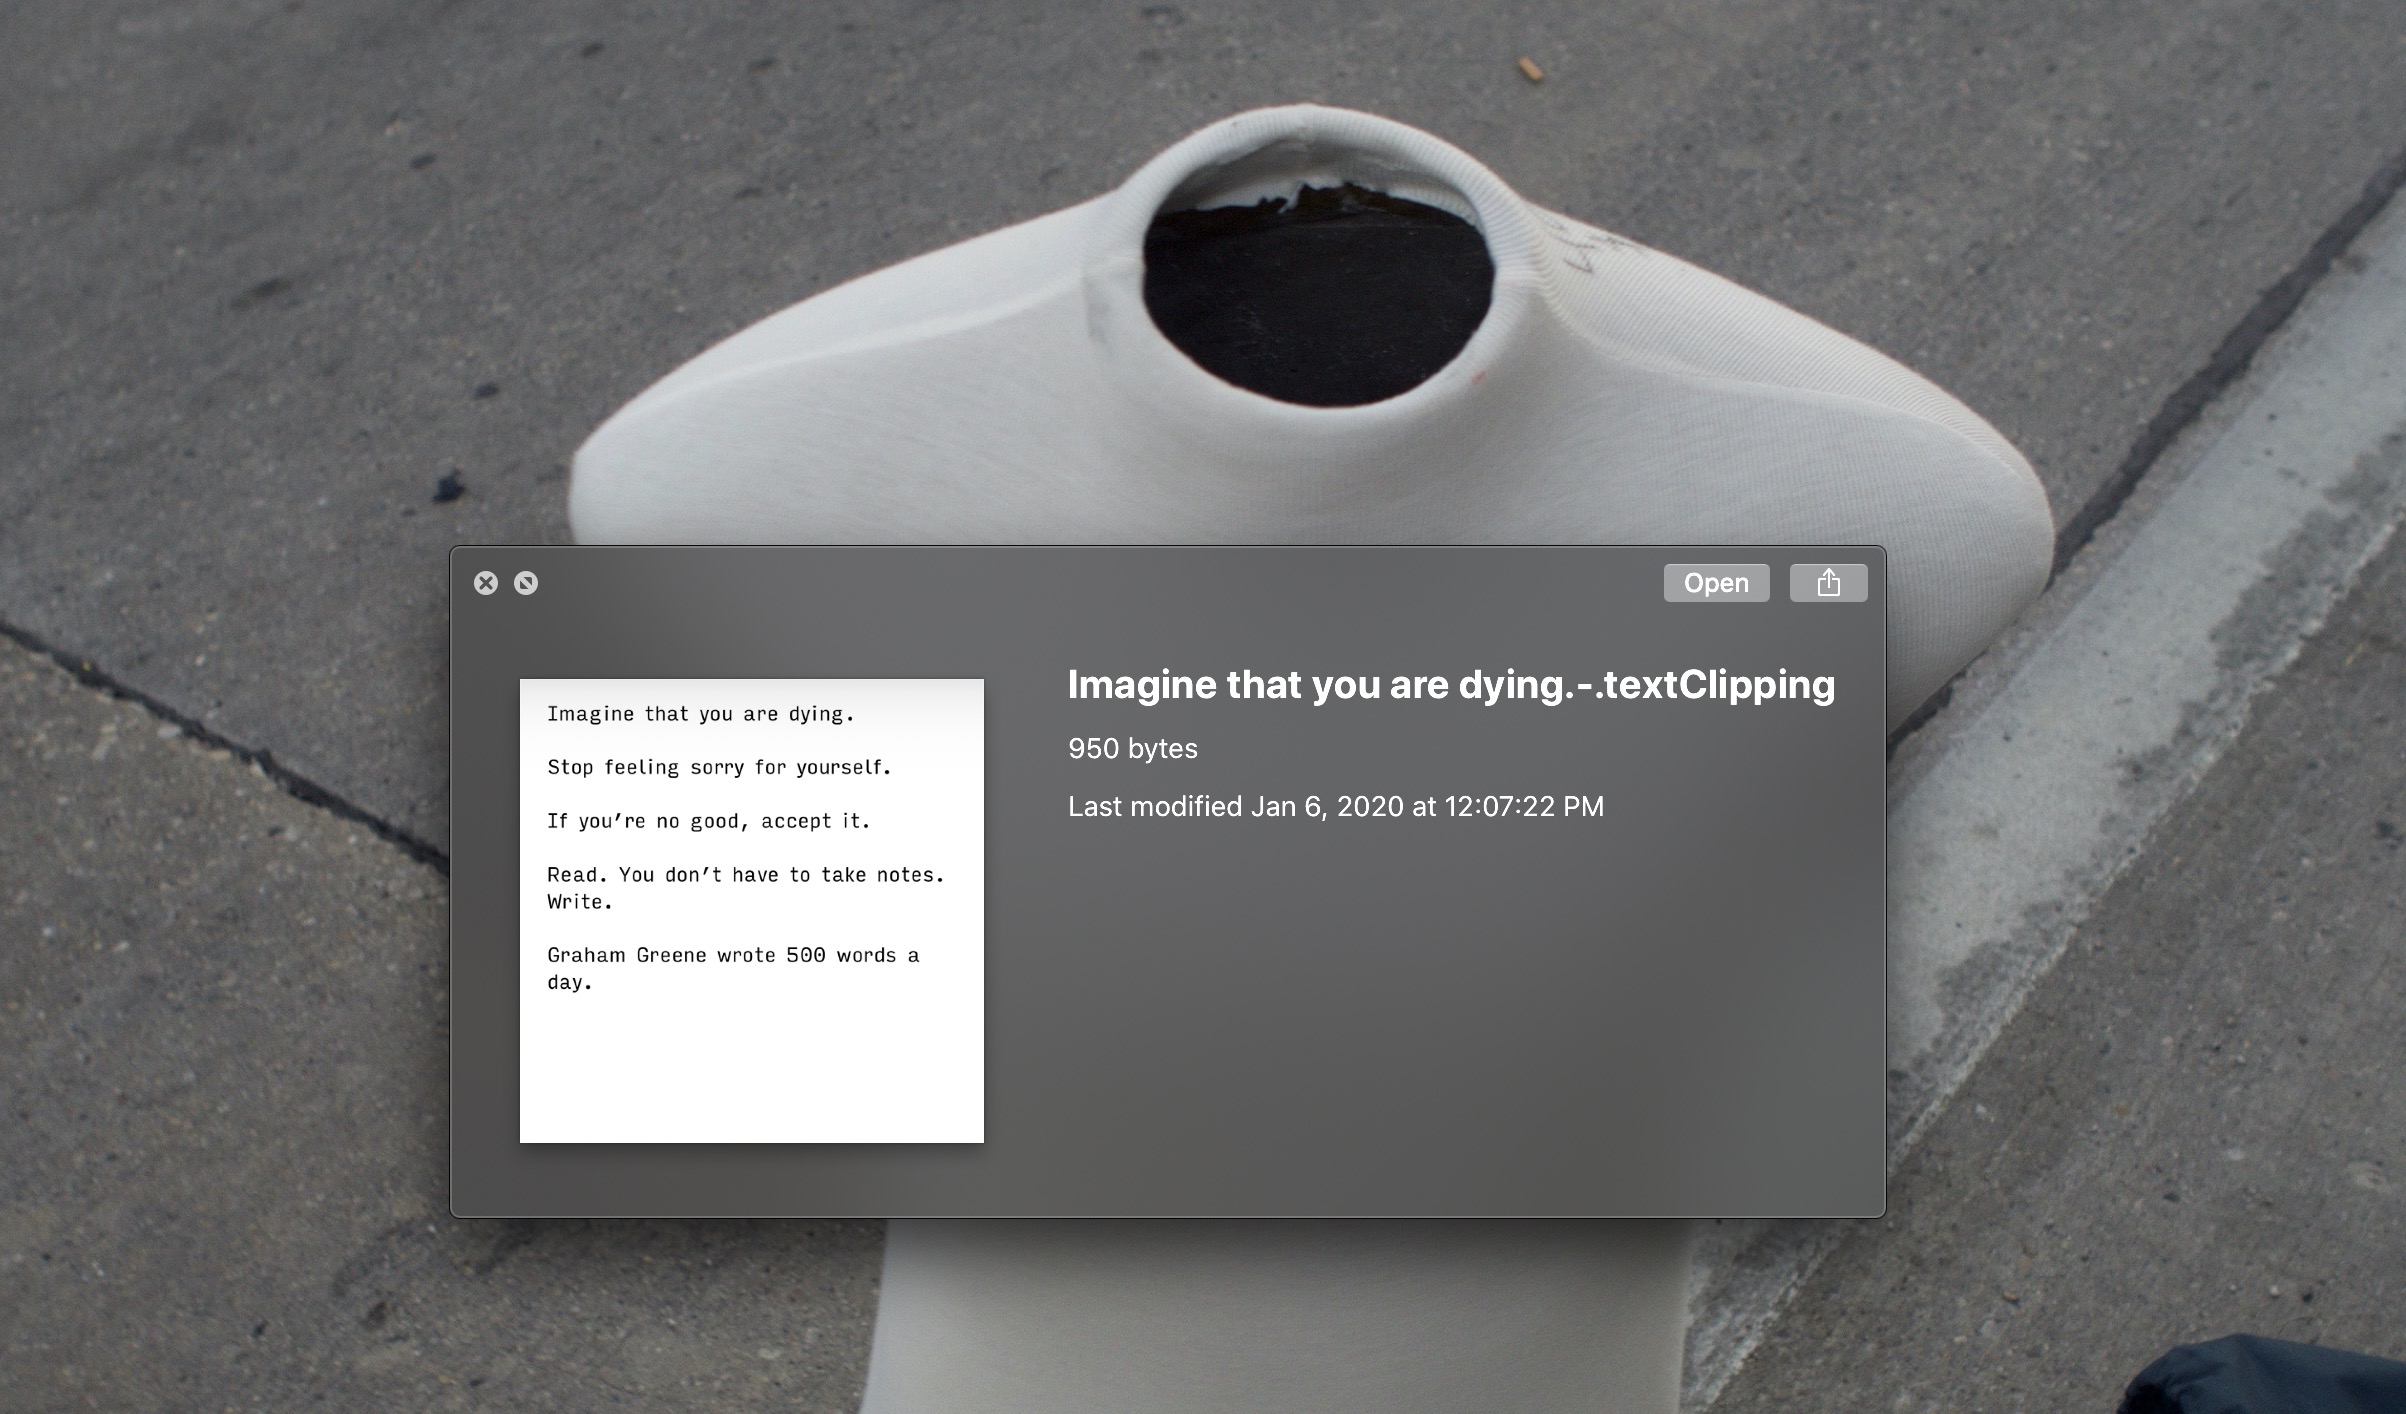 Open
Imagine that you are dying.-.textClipping
950 bytes
Last modified Jan 6, 2020 at 12:07:22 PM
Imagine that you are dying.
Stop feeling sorry for yourself.
If you’re no good, accept it.
Read. You don’t have to take notes.
Write.
Graham Greene wrote 500 words a
day.